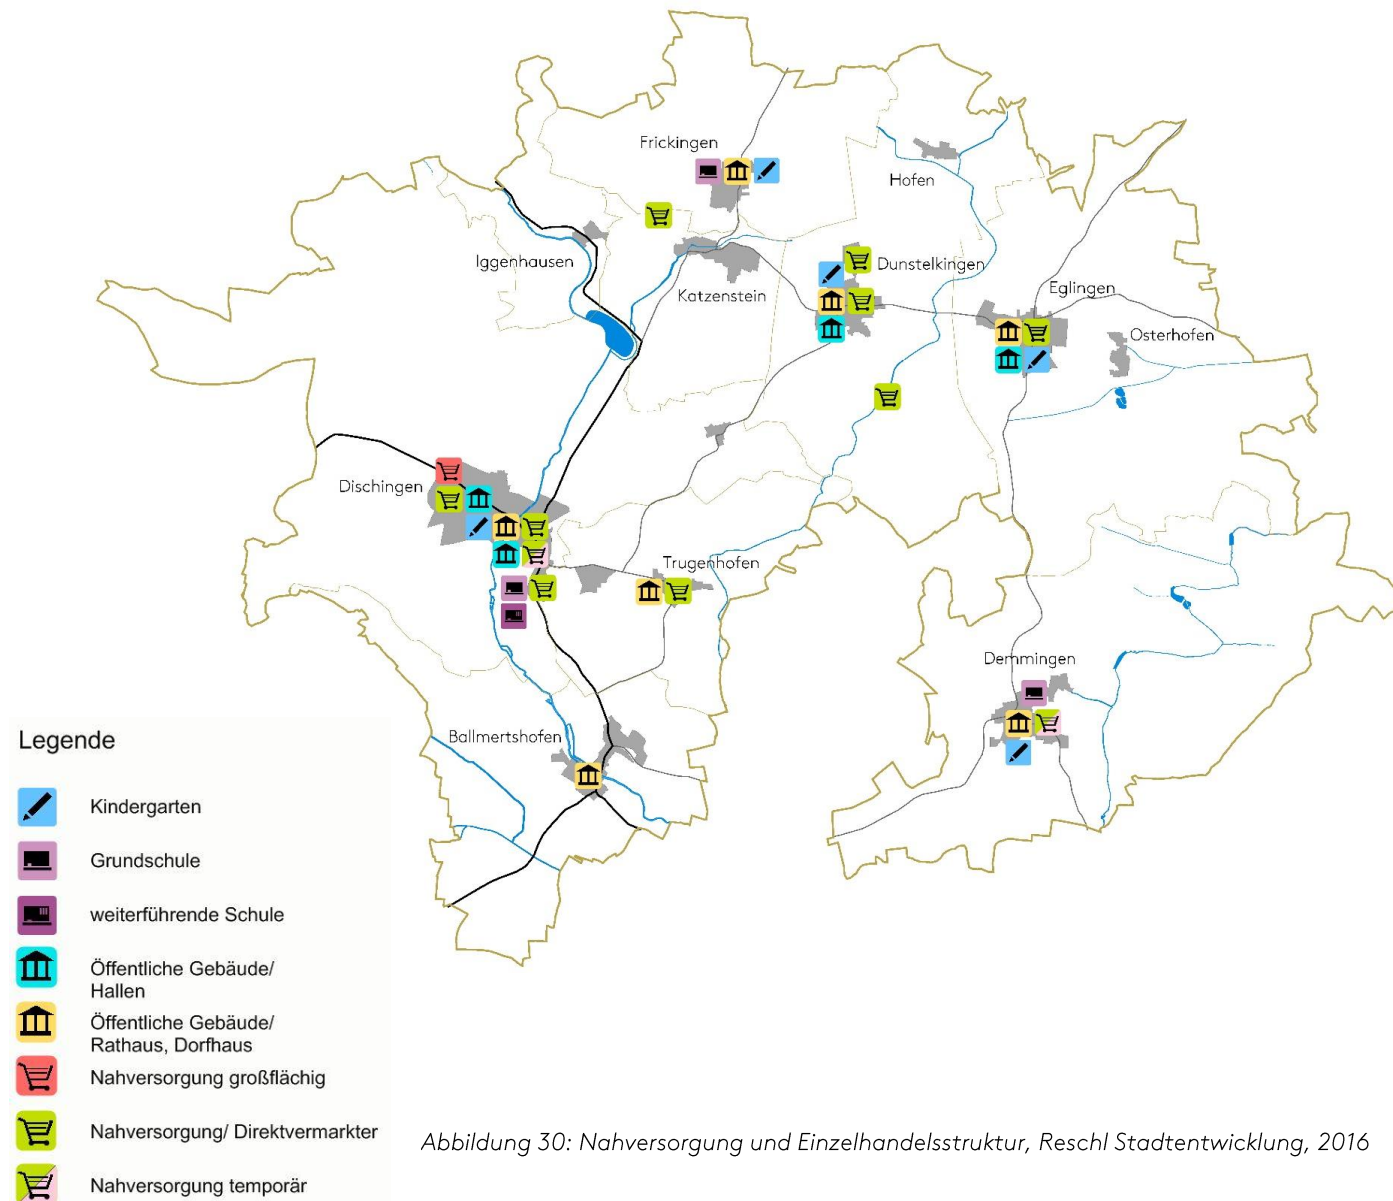 Frickingen
Hofen
Iggenhausen
Katzenstein
Dunstelkingen
Eglingen
Osterhofen
Dischingen
Trugenhofen
Demmingen
Ballmertshofen
Legende
Kindergarten
Grundschule
weiterführende Schule
Öffentliche Gebäude/
Hallen
Öffentliche Gebäude/
Rathaus, Dorfhaus
Nahversorgung großflächig
Nahversorgung/ Direktvermarkter
Nahversorgung temporär
Abbildung 30: Nahversorgung und Einzelhandelsstruktur, Reschl Stadtentwicklung, 2016